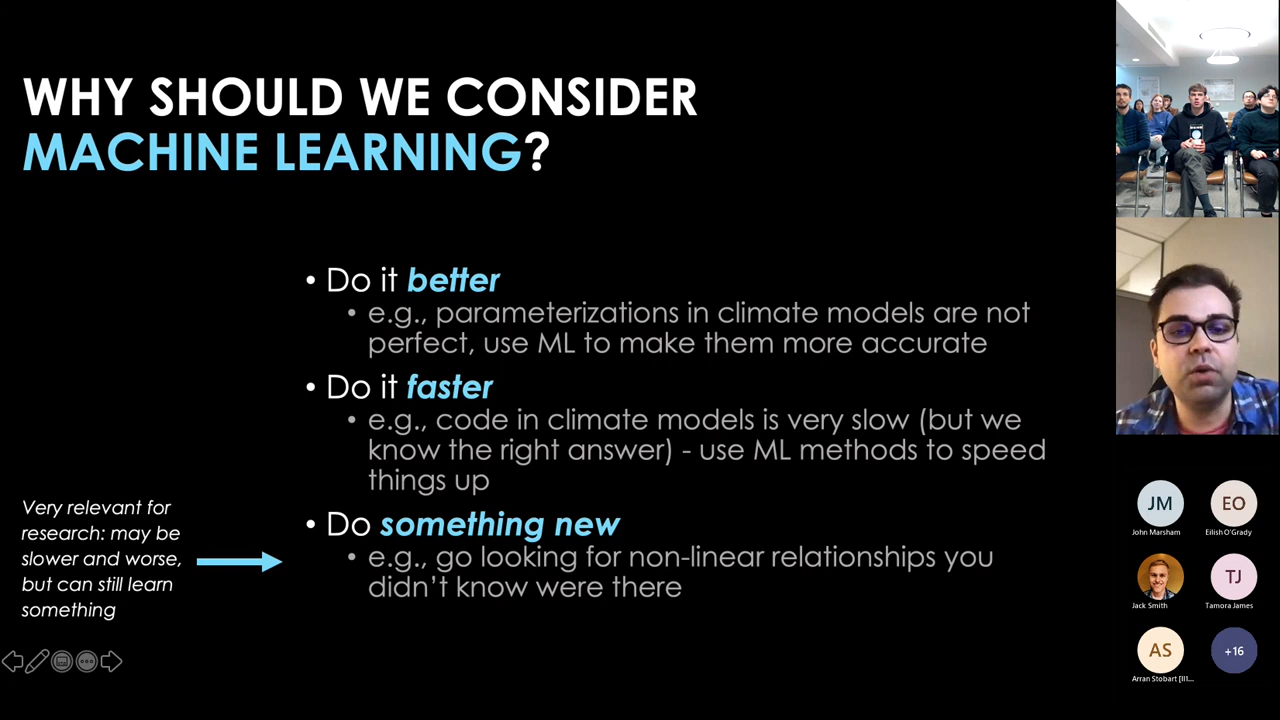 WHY SHOULD WE CONSIDER
MACHINE LEARNING?
• Do it better
• e.g., parameterizations in climate models are not
perfect, use ML to make them more accurate
• Do it faster
• e.g., code in climate models is very slow (but we
know the right answer) - use ML methods to speed
things up
• Do something new
• e.g., go looking for non-linear relationships you
didn't know were there
Very relevant for
research: may be
slower and worse,
but can still learn
something
JM
John Marsham
EO
Eilish O'Grady
Jack Smith
TJ
Tamora James
AS
Arran Stobart [III...
+16